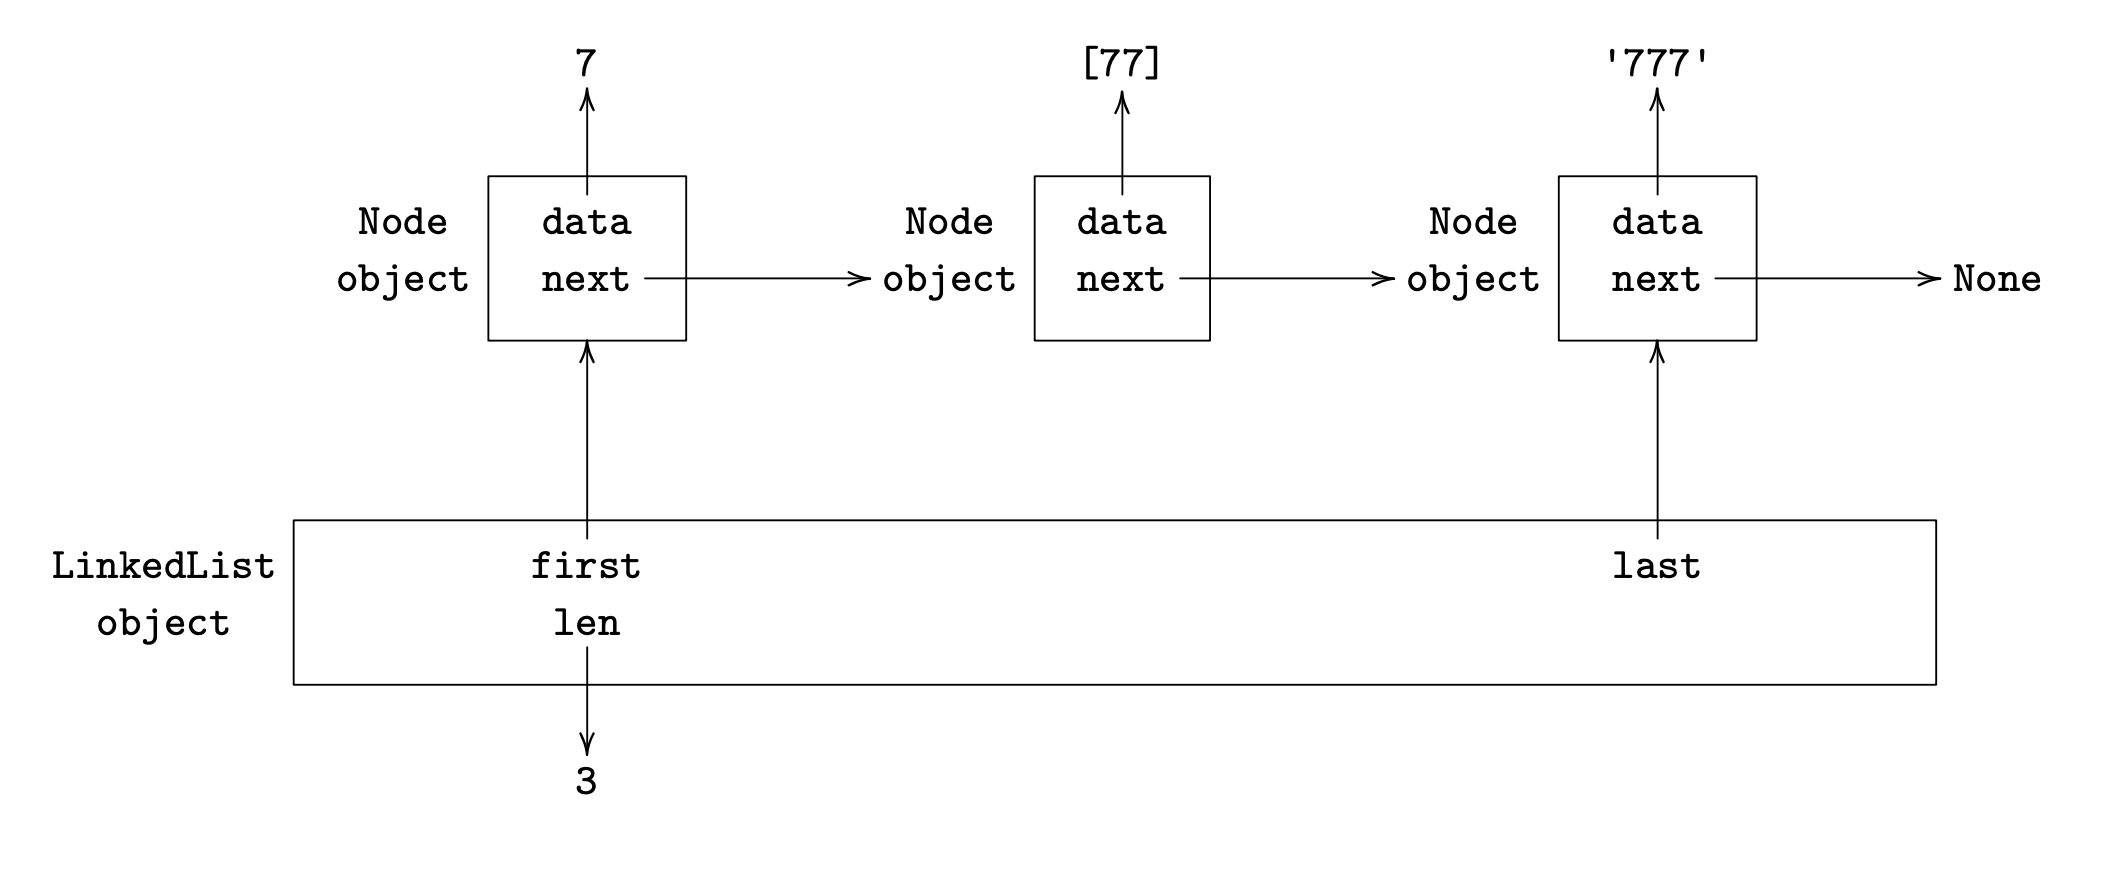 7 [77] '777'
Node data Node data Node data
object next object next object next None
LinkedList first last
object len
3